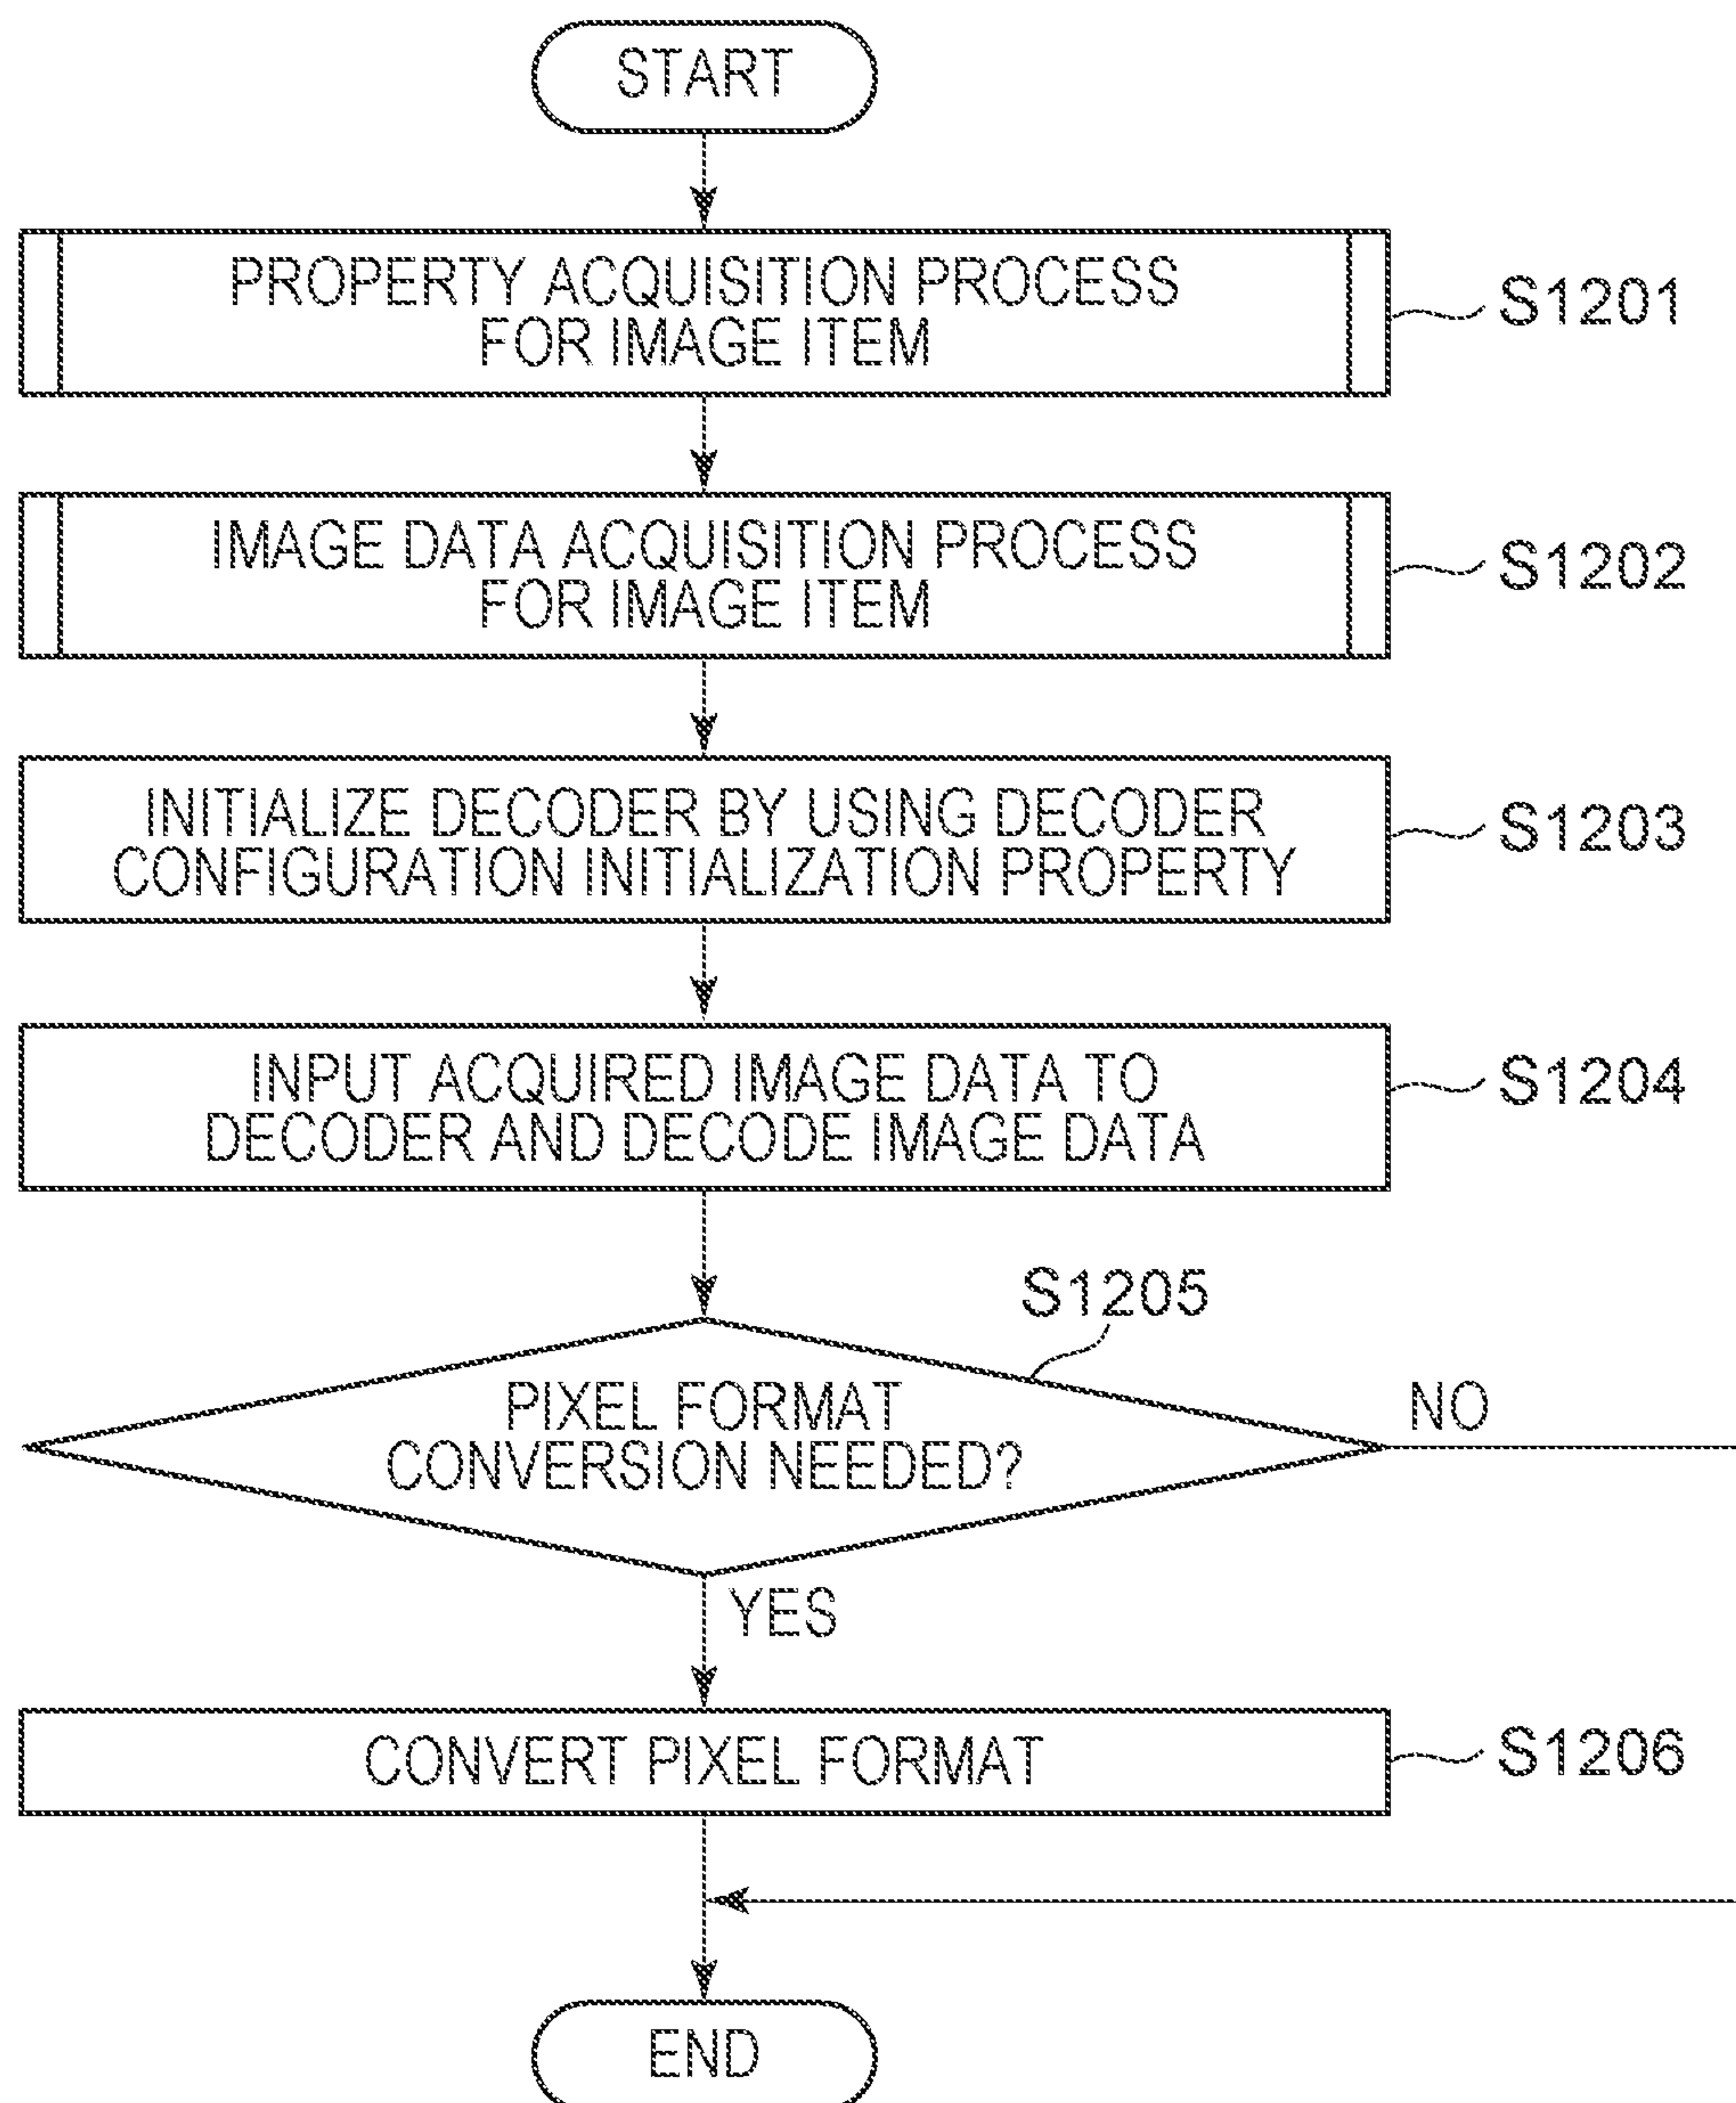 START
PROPERTY ACQUISITION PROCESS
FOR IMAGE ITEM
S1201
IMAGE DATA ACQUISITION PROCESS
FOR IMAGE ITEM
S1202
INITIALIZE DECODER BY USING DECODER
CONFIGURATION INITIALIZATION PROPERTY
S1203
INPUT ACQUIRED IMAGE DATA TO
DECODER AND DECODE IMAGE DATA
S1204
S1205
PIXEL FORMAT
CONVERSION NEEDED?
NO
YES
CONVERT PIXEL FORMAT
S1206
END